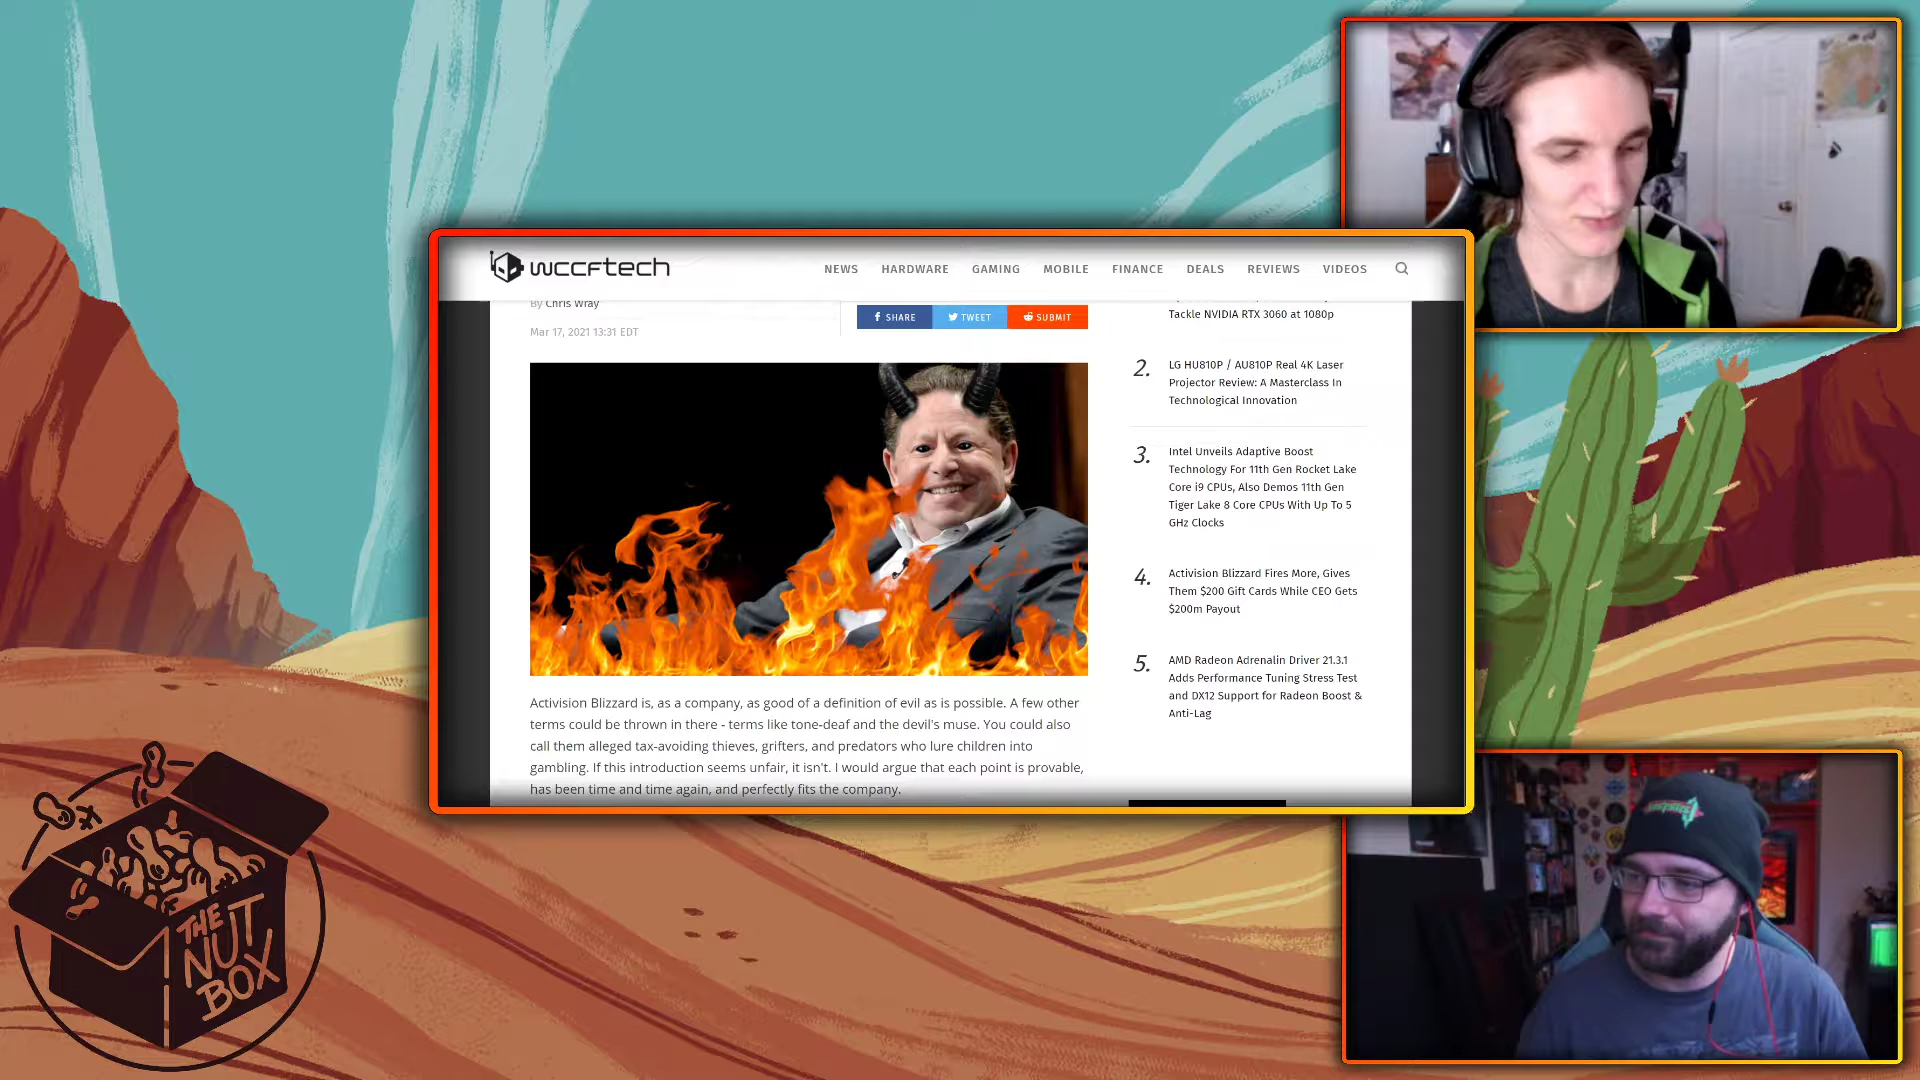 wccftech
NEWS HARDWARE GAMING MOBILE FINANCE DEALS REVIEWS VIDEOS
By Chris Wray
Mar 17, 2021 13:31 EDT
SHARE TWEET SUBMIT
Activision Blizzard is, as a company, as good of a definition of evil as is possible. A few other
terms could be thrown in there - terms like tone-deaf and the devil's muse. You could also
call them alleged tax-avoiding thieves, grifters, and predators who lure children into
gambling. If this introduction seems unfair, it isn't. I would argue that each point is provable,
has been time and time again, and perfectly fits the company.
Tackle NVIDIA RTX 3060 at 1080p
2. LG HU810P / AU810P Real 4K Laser
Projector Review: A Masterclass In
Technological Innovation
3. Intel Unveils Adaptive Boost
Technology For 11th Gen Rocket Lake
Core i9 CPUs, Also Demos 11th Gen
Tiger Lake 8 Core CPUs With Up To 5
GHz Clocks
4. Activision Blizzard Fires More, Gives
Them $200 Gift Cards While CEO Gets
$200m Payout
5. AMD Radeon Adrenalin Driver 21.3.1
Adds Performance Tuning Stress Test
and DX12 Support for Radeon Boost &
Anti-Lag
THE
NUT
BOX